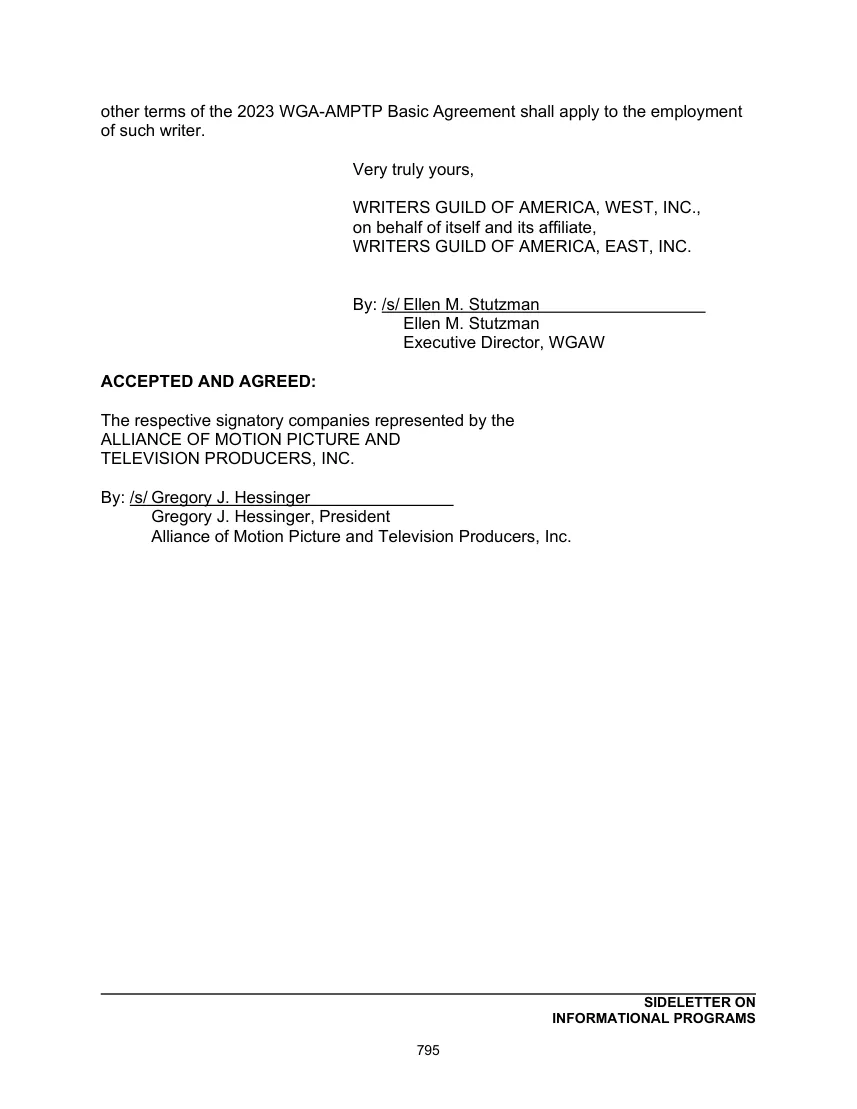 other terms of the 2023 WGA-AMPTP Basic Agreement shall apply to the employment
of such writer.
Very truly yours,
WRITERS GUILD OF AMERICA, WEST, INC.,
on behalf of itself and its affiliate,
WRITERS GUILD OF AMERICA, EAST, INC.
By: /s/ Ellen M. Stutzman
Ellen M. Stutzman
Executive Director, WGAW
ACCEPTED AND AGREED:
The respective signatory companies represented by the
ALLIANCE OF MOTION PICTURE AND
TELEVISION PRODUCERS, INC.
By: /s/ Gregory J. Hessinger
Gregory J. Hessinger, President
Alliance of Motion Picture and Television Producers, Inc.
SIDELETTER ON
INFORMATIONAL PROGRAMS
795